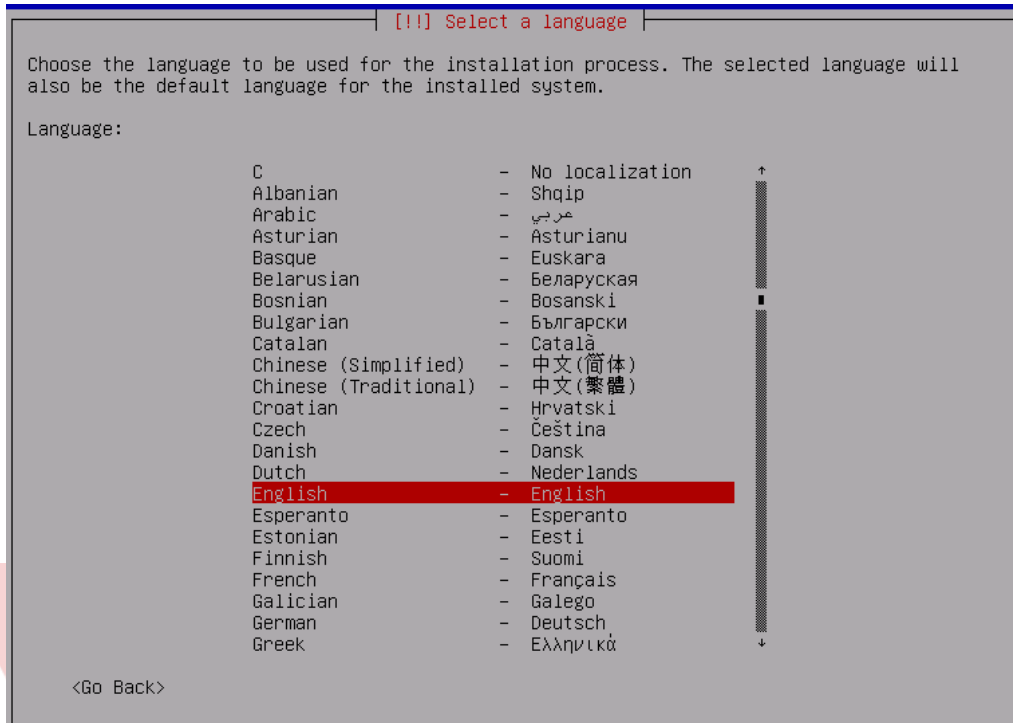 [!!] Select a language
Choose the language to be used for the installation process. The selected language will
also be the default language for the installed system.
Language:
C - No localization
Albanian - Shqip
Arabic - عربي
Asturian - Asturianu
Basque - Euskara
Belarusian - Беларуская
Bosnian - Bosanski
Bulgarian - Български
Catalan - Català
Chinese (Simplified) - 中文(简体)
Chinese (Traditional) - 中文(繁體)
Croatian - Hrvatski
Czech - Čeština
Danish - Dansk
Dutch - Nederlands
English - English
Esperanto - Esperanto
Estonian - Eesti
Finnish - Suomi
French - Français
Galician - Galego
German - Deutsch
Greek - Ελληνικά
<Go Back>